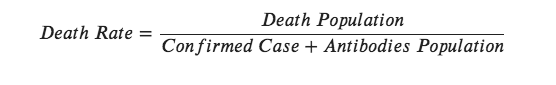 Death Rate = Death Population
Confirmed Case + Antibodies Population